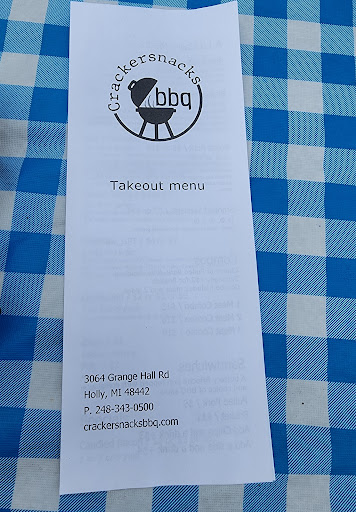 Crackersnacks
bbq
Takeout menu
3064 Grange Hall Rd
Holly, MI 48442
P. 248-343-0500
crackersnacksbbq.com